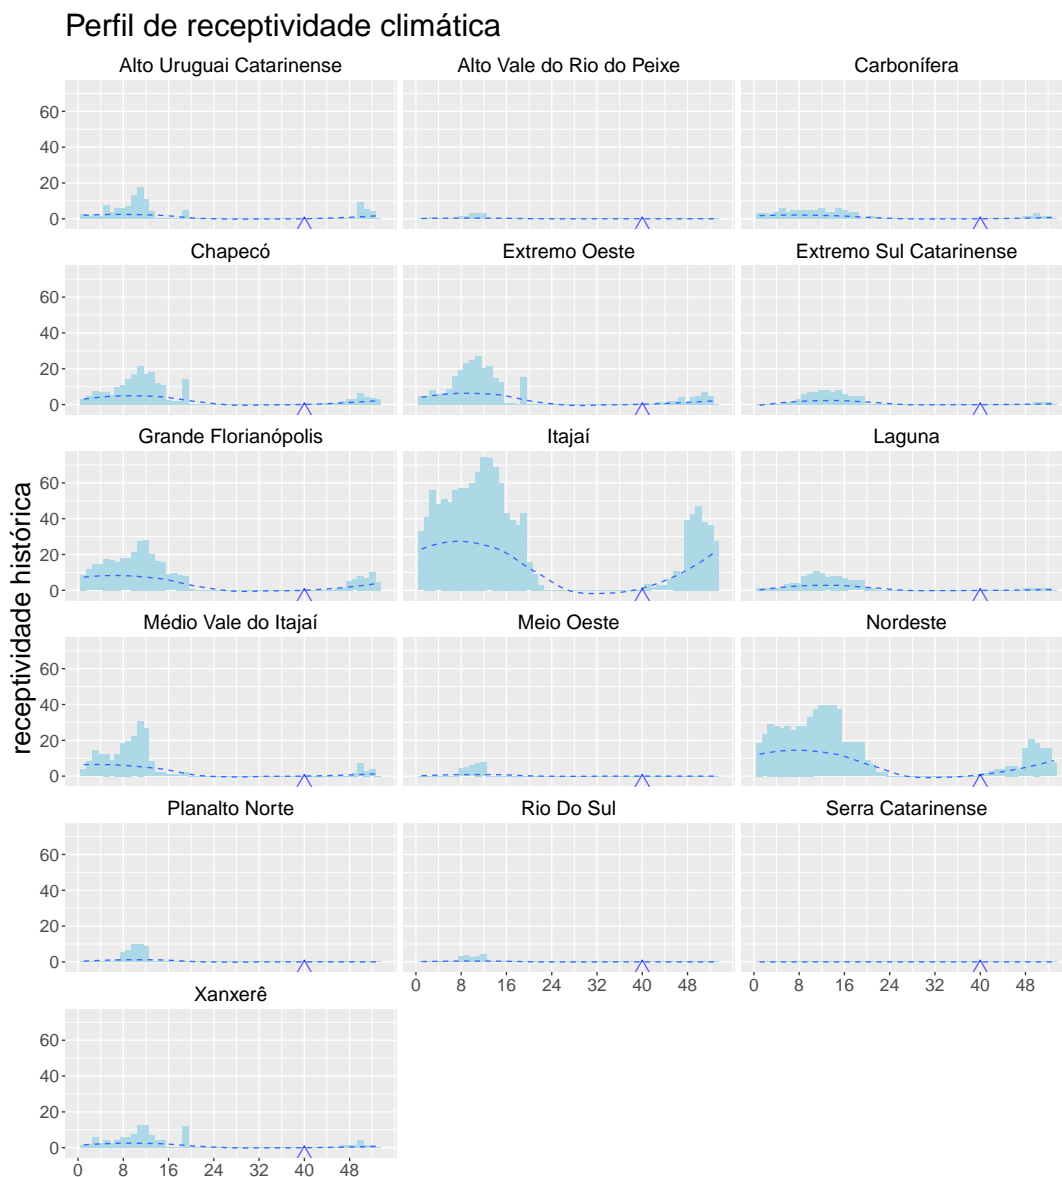 Perfil de receptividade climática
Alto Uruguai Catarinense
Alto Vale do Rio do Peixe
Carbonífera
60
40
20
0
Chapecó
Extremo Oeste
Extremo Sul Catarinense
60
40
20
0
Grande Florianópolis
Itajaí
Laguna
60
40
20
0
receptividade histórica
Médio Vale do Itajaí
Meio Oeste
Nordeste
60
40
20
0
Planalto Norte
Rio Do Sul
Serra Catarinense
60
40
20
0
0 8 16 24 32 40 48
0 8 16 24 32 40 48
Xanxerê
60
40
20
0
0 8 16 24 32 40 48